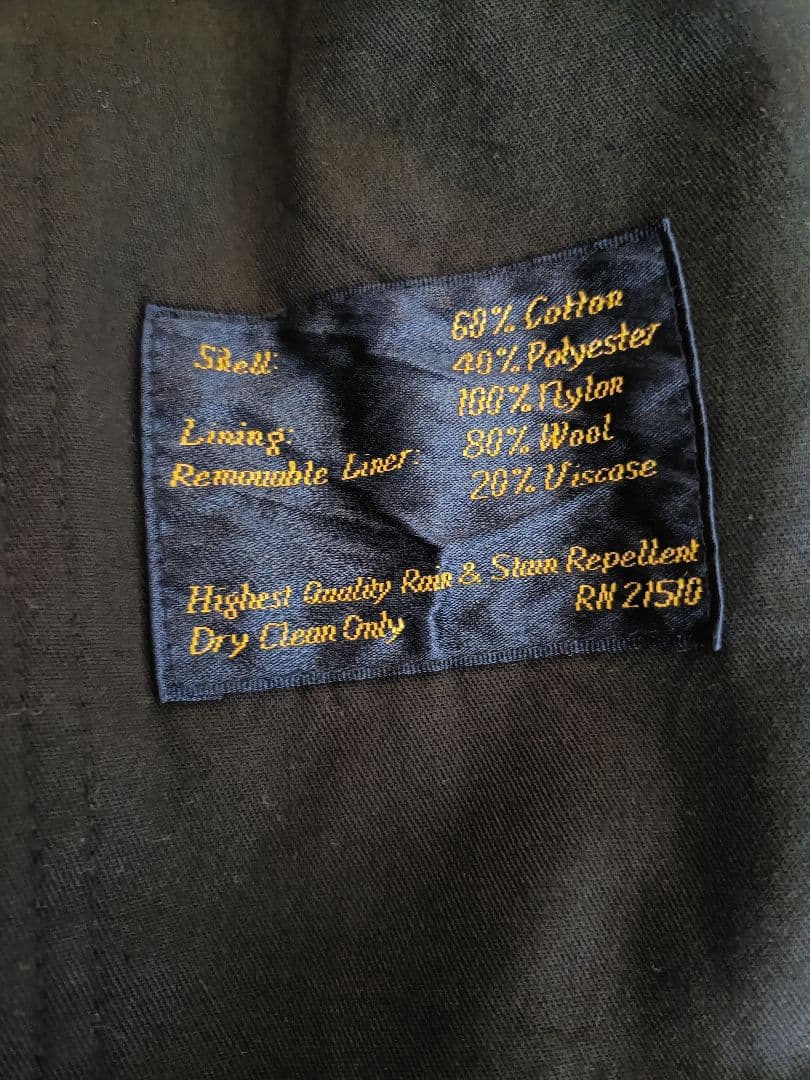 Shell: 60% Cotton
40% Polyester
Lining: 100% Nylon
Removable Liner: 80% Wool
20% Viscose
Highest Quality Rain & Stain Repellent
Dry Clean Only RN 21510